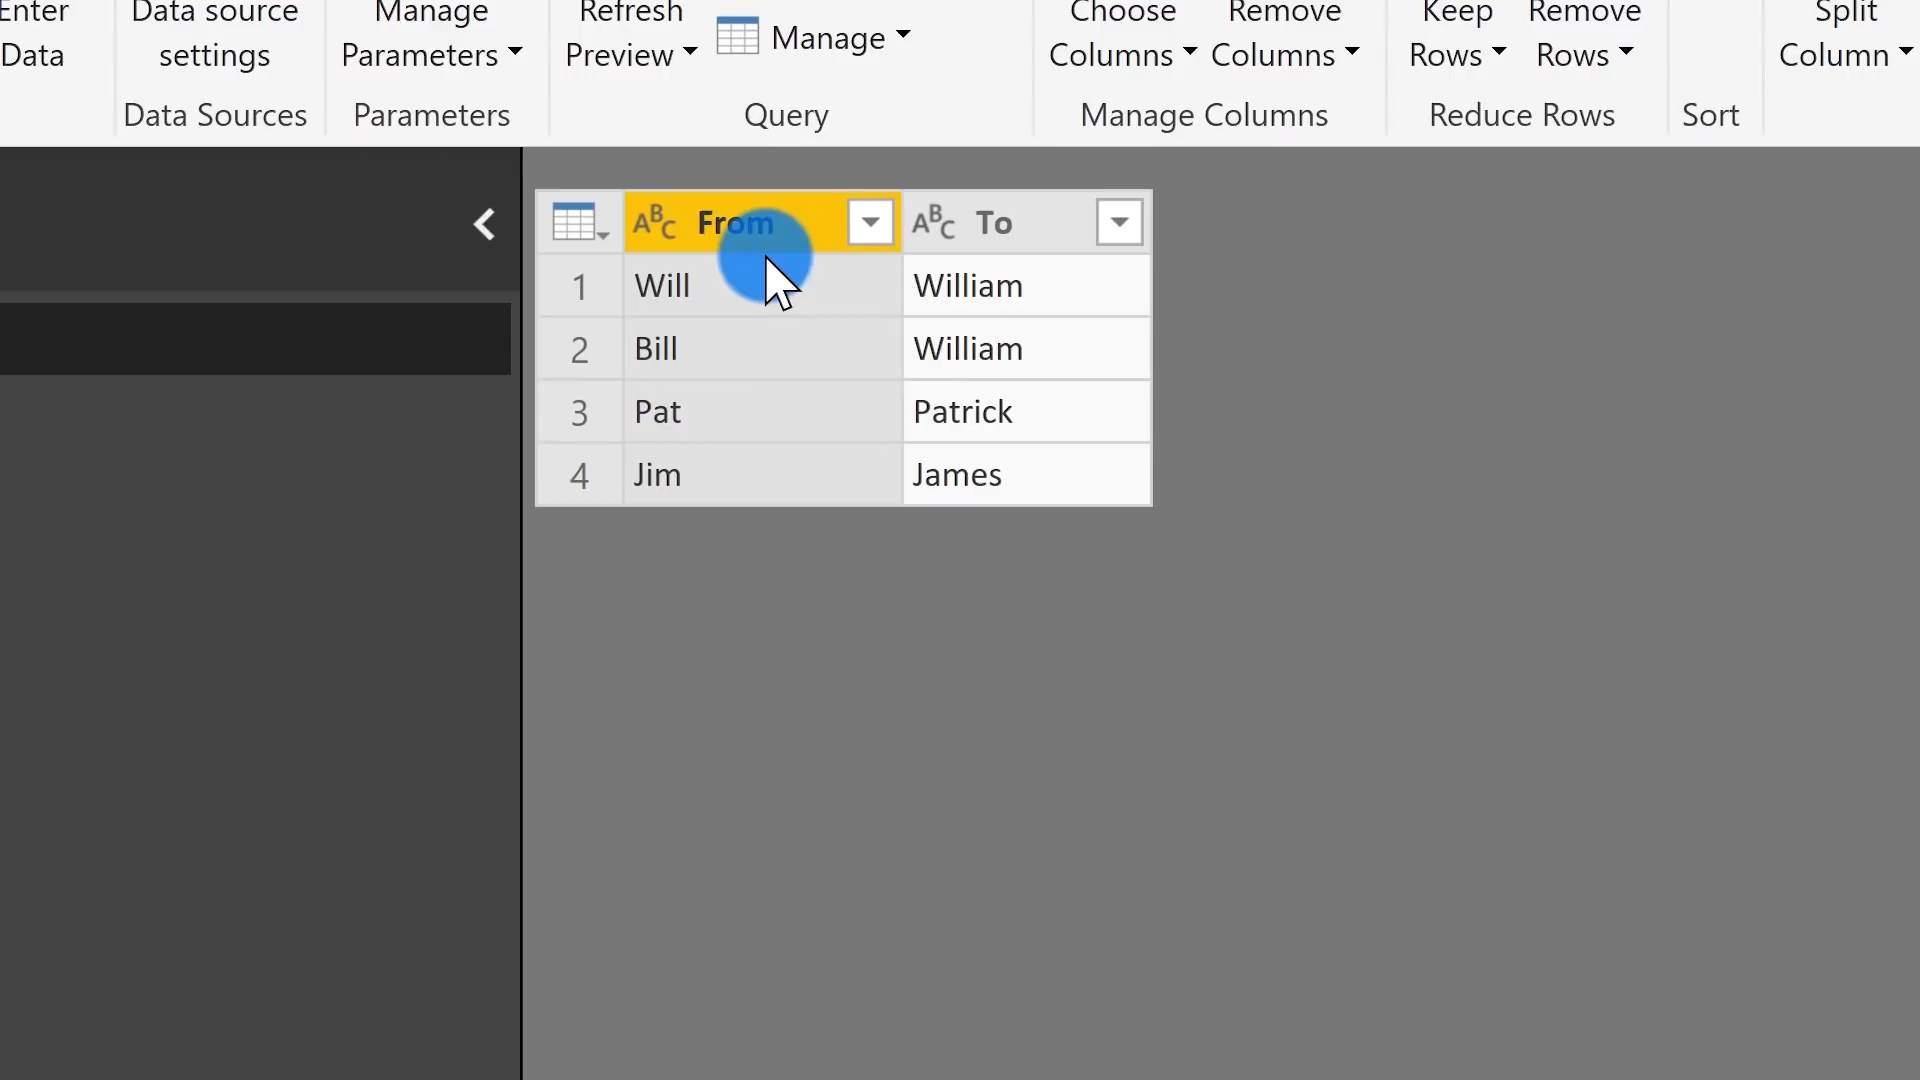 Enter
Data
Data source
settings
Data Sources
Manage
Parameters
Parameters
Refresh
Preview
Manage
Query
Choose
Columns
Remove
Columns
Manage Columns
Keep
Rows
Remove
Rows
Reduce Rows
Sort
Split
Column
ABC From ABC To
1 Will William
2 Bill William
3 Pat Patrick
4 Jim James